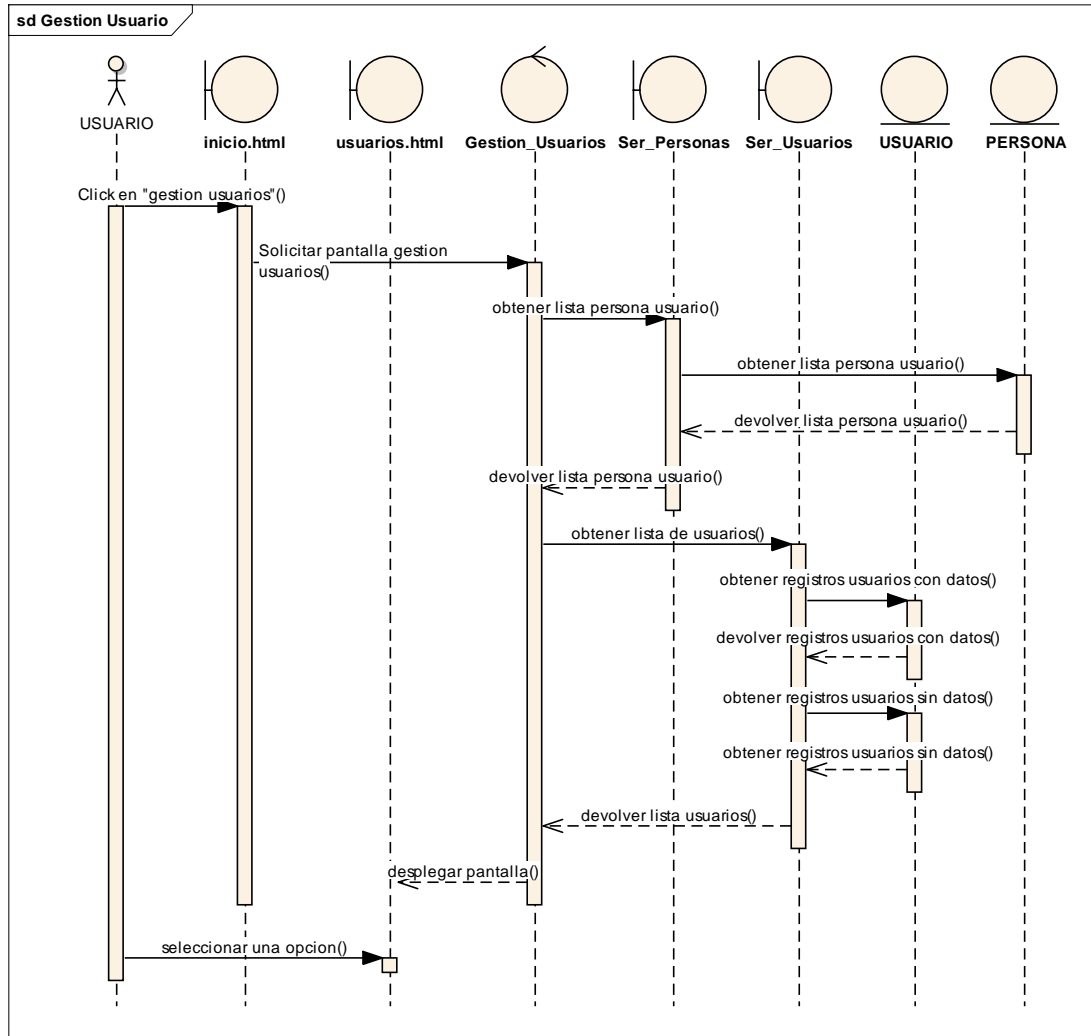 sd Gestion Usuario
USUARIO
inicio.html
usuarios.html
Gestion_Usuarios
Ser_Personas
Ser_Usuarios
USUARIO
PERSONA
Click en "gestion usuarios"()
Solicitar pantalla gestion
usuarios()
obtener lista persona usuario()
obtener lista persona usuario()
devolver lista persona usuario()
devolver lista persona usuario()
obtener lista de usuarios()
obtener registros usuarios con datos()
devolver registros usuarios con datos()
obtener registros usuarios sin datos()
obtener registros usuarios sin datos()
devolver lista usuarios()
desplegar pantalla()
seleccionar una opcion()